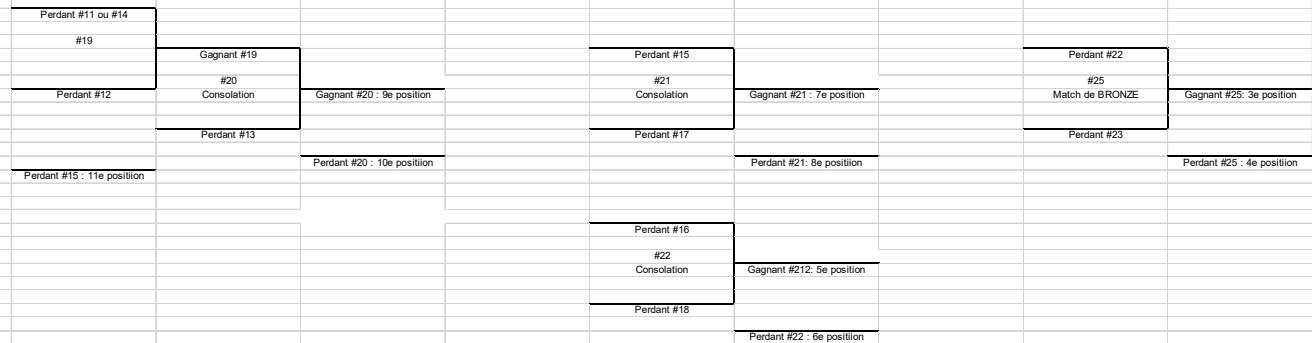 Perdant #11 ou #14
#19
Perdant #12
Gagnant #19
#20
Consolation
Perdant #13
Gagnant #20 : 9e position
Perdant #20 : 10e positiion
Perdant #15 : 11e positiion
Perdant #15
#21
Consolation
Perdant #17
Gagnant #21 : 7e position
Perdant #21: 8e positiion
Perdant #16
#22
Consolation
Perdant #18
Gagnant #212: 5e position
Perdant #22 : 6e positiion
Perdant #22
#25
Match de BRONZE
Perdant #23
Gagnant #25: 3e position
Perdant #25 : 4e positiion